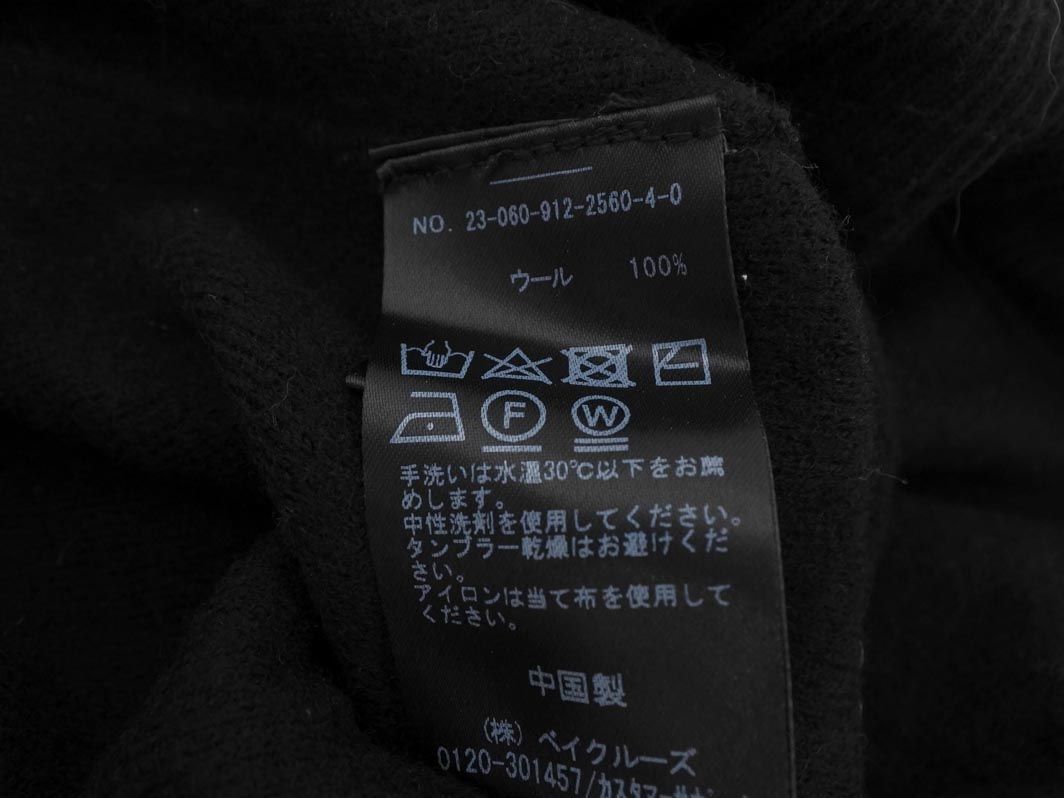 NO. 23-060-912-2560-4-0
ウール 100%
F W
手洗いは水温30℃以下をお薦
めします。
中性洗剤を使用してください。
タンブラー乾燥はお避けくだ
さい。
アイロンは当て布を使用して
ください。
中国製
(株) ベイクルーズ
0120-301457/カスタマーサポ